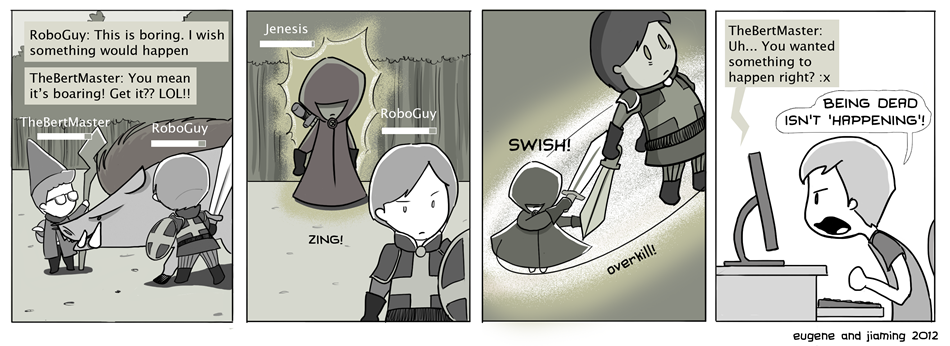 RoboGuy: This is boring. I wish
something would happen
TheBertMaster: You mean
it's boaring! Get it?? LOL!!
TheBertMaster
RoboGuy
Jenesis
RoboGuy
ZING!
SWISH!
overkill!
TheBertMaster:
Uh... You wanted
something to
happen right? :x
BEING DEAD
ISN'T 'HAPPENING'!
eugene and jiaming 2012